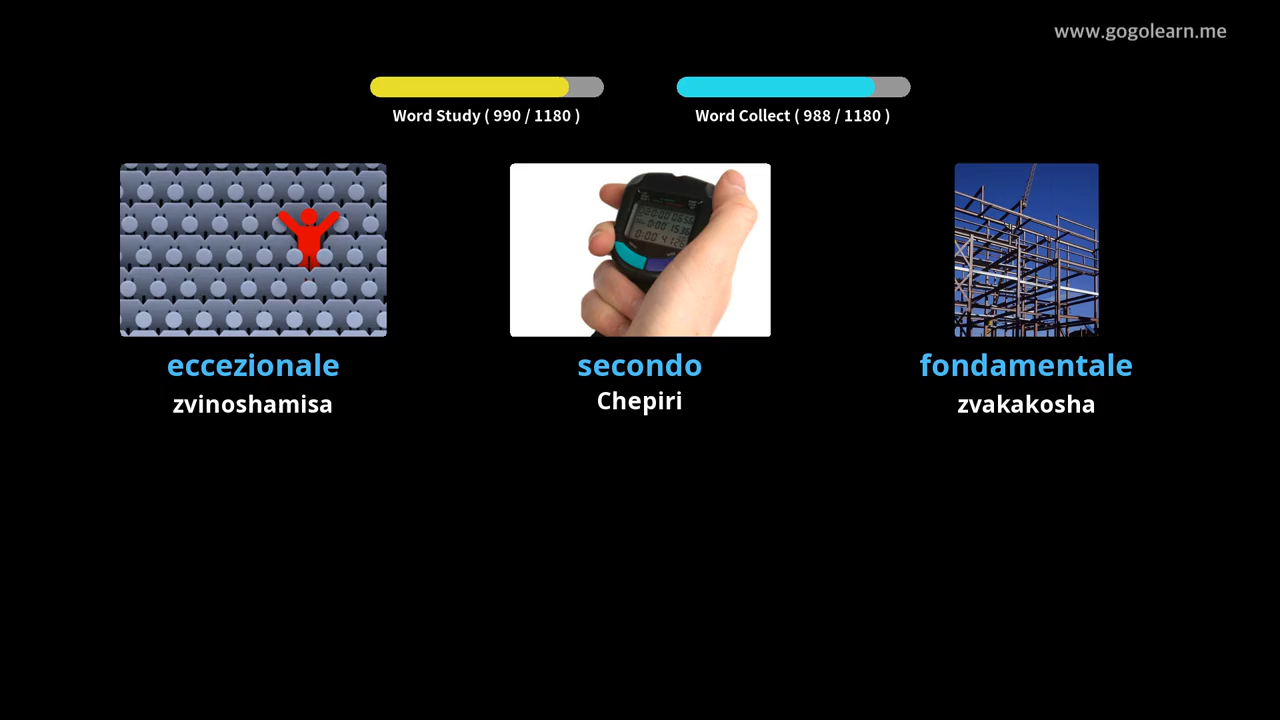 www.gogolearn.me
Word Study ( 990 / 1180 )
Word Collect ( 988 / 1180 )
eccezionale
zvinoshamisa
secondo
Chepiri
fondamentale
zvakakosha